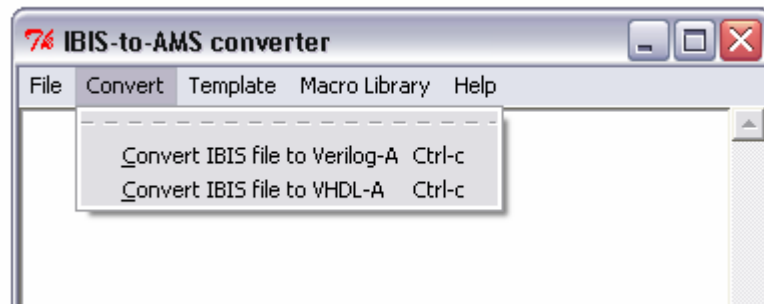 IBIS-to-AMS converter
File Convert Template Macro Library Help
Convert IBIS file to Verilog-A Ctrl-c
Convert IBIS file to VHDL-A Ctrl-c